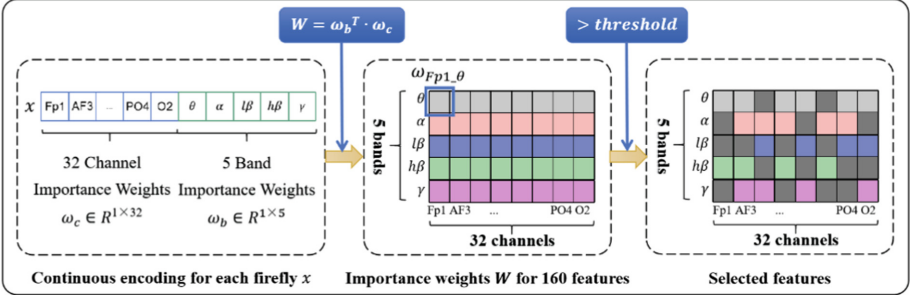 W = ω_b^T · ω_c
> threshold
x Fp1 AF3 ... PO4 O2 θ α lβ hβ γ
32 Channel
Importance Weights
ω_c ∈ R^{1×32}
5 Band
Importance Weights
ω_b ∈ R^{1×5}
Continuous encoding for each firefly x
ω_{Fp1_θ}
5 bands
θ
α
lβ
hβ
γ
Fp1 AF3 ... PO4 O2
32 channels
Importance weights W for 160 features
5 bands
θ
α
lβ
hβ
γ
Fp1 AF3 ... PO4 O2
32 channels
Selected features